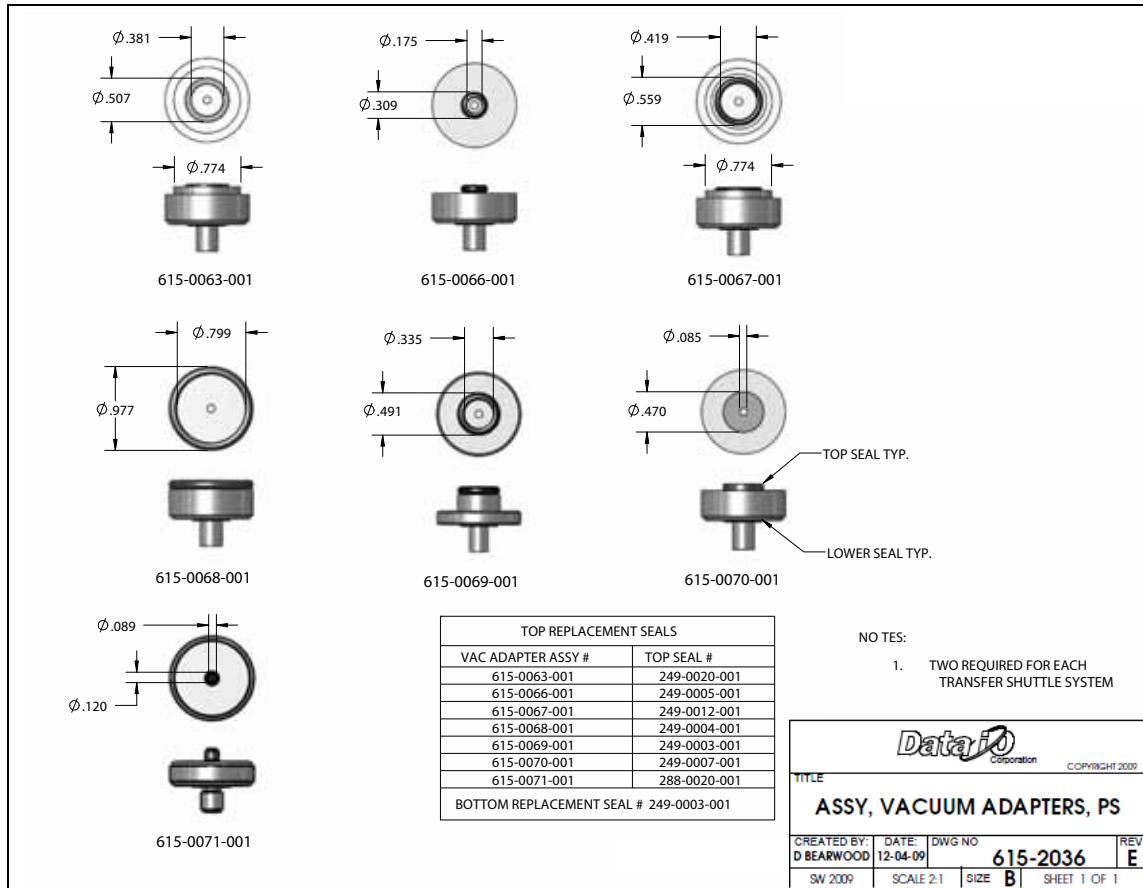 Ø.381
Ø.507
Ø.774
615-0063-001
Ø.175
Ø.309
615-0066-001
Ø.419
Ø.559
Ø.774
615-0067-001
Ø.799
Ø.977
615-0068-001
Ø.335
Ø.491
615-0069-001
Ø.085
Ø.470
TOP SEAL TYP.
LOWER SEAL TYP.
615-0070-001
Ø.089
Ø.120
615-0071-001
TOP REPLACEMENT SEALS
VAC ADAPTER ASSY # TOP SEAL #
615-0063-001 249-0020-001
615-0066-001 249-0005-001
615-0067-001 249-0012-001
615-0068-001 249-0004-001
615-0069-001 249-0003-001
615-0070-001 249-0007-001
615-0071-001 288-0020-001
BOTTOM REPLACEMENT SEAL # 249-0003-001
NO TES:
1. TWO REQUIRED FOR EACH
TRANSFER SHUTTLE SYSTEM
Data I/O
Corporation
COPYRIGHT 2009
TITLE
ASSY, VACUUM ADAPTERS, PS
CREATED BY: DATE: DWG NO REV
D BEARWOOD 12-04-09 615-2036 E
SW 2009 SCALE 2:1 SIZE B SHEET 1 OF 1